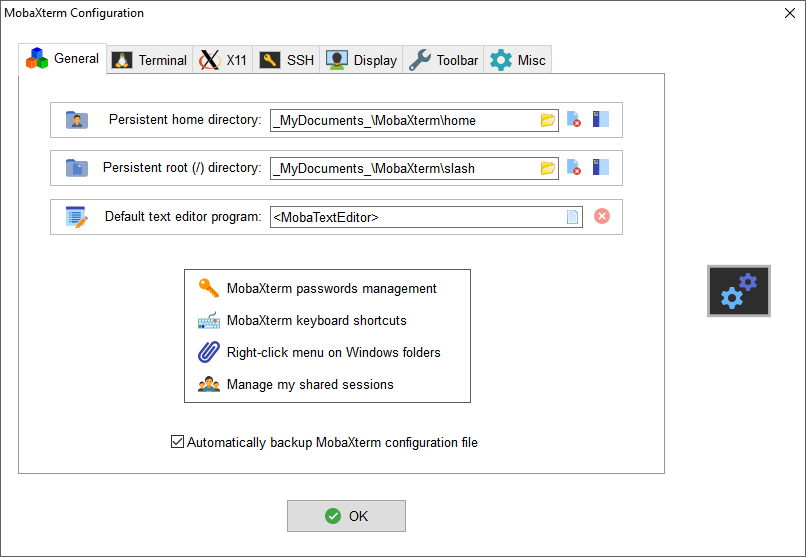 MobaXterm Configuration
General
Terminal
X11
SSH
Display
Toolbar
Misc
Persistent home directory: _MyDocuments_\MobaXterm\home
Persistent root (/) directory: _MyDocuments_\MobaXterm\slash
Default text editor program: <MobaTextEditor>
MobaXterm passwords management
MobaXterm keyboard shortcuts
Right-click menu on Windows folders
Manage my shared sessions
Automatically backup MobaXterm configuration file
OK